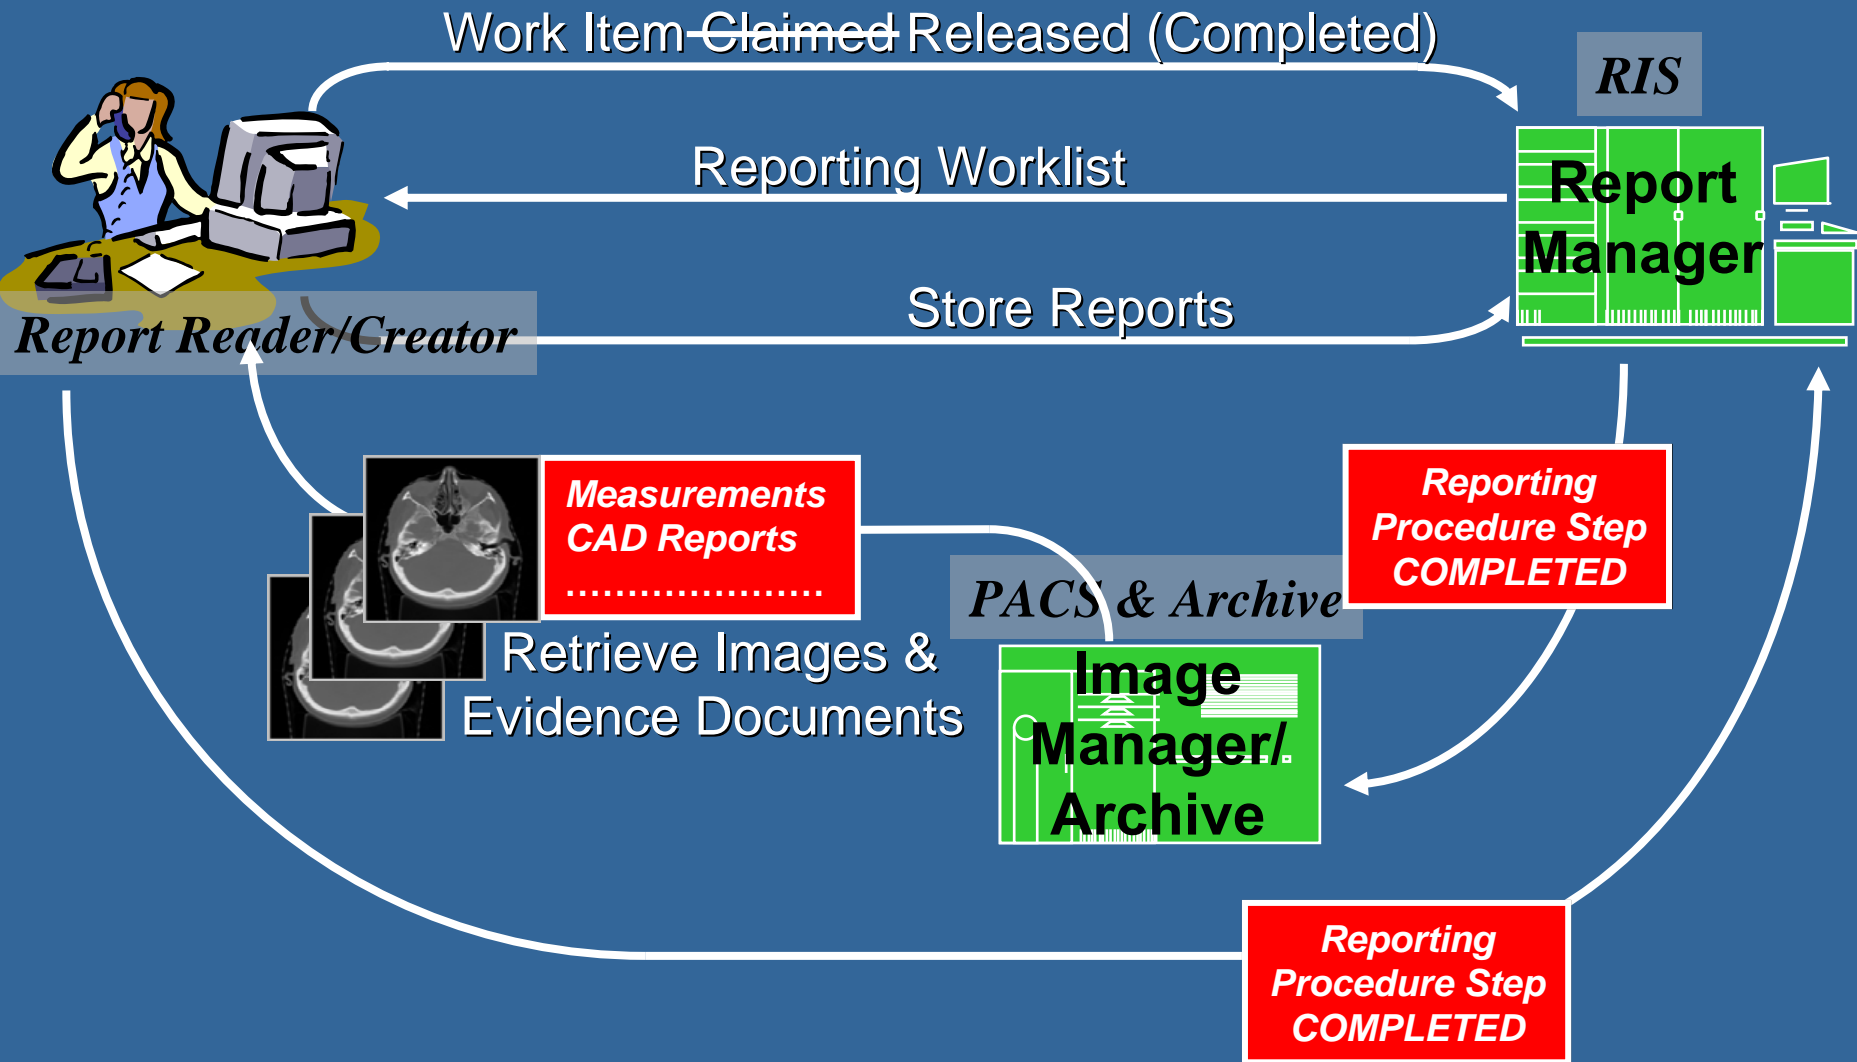 Work Item Claimed Released (Completed)
RIS
Reporting Worklist
Report
Manager
Store Reports
Report Reader/Creator
Measurements
CAD Reports
.....................
Reporting
Procedure Step
COMPLETED
PACS & Archive
Retrieve Images &
Evidence Documents
Image
Manager/
Archive
Reporting
Procedure Step
COMPLETED